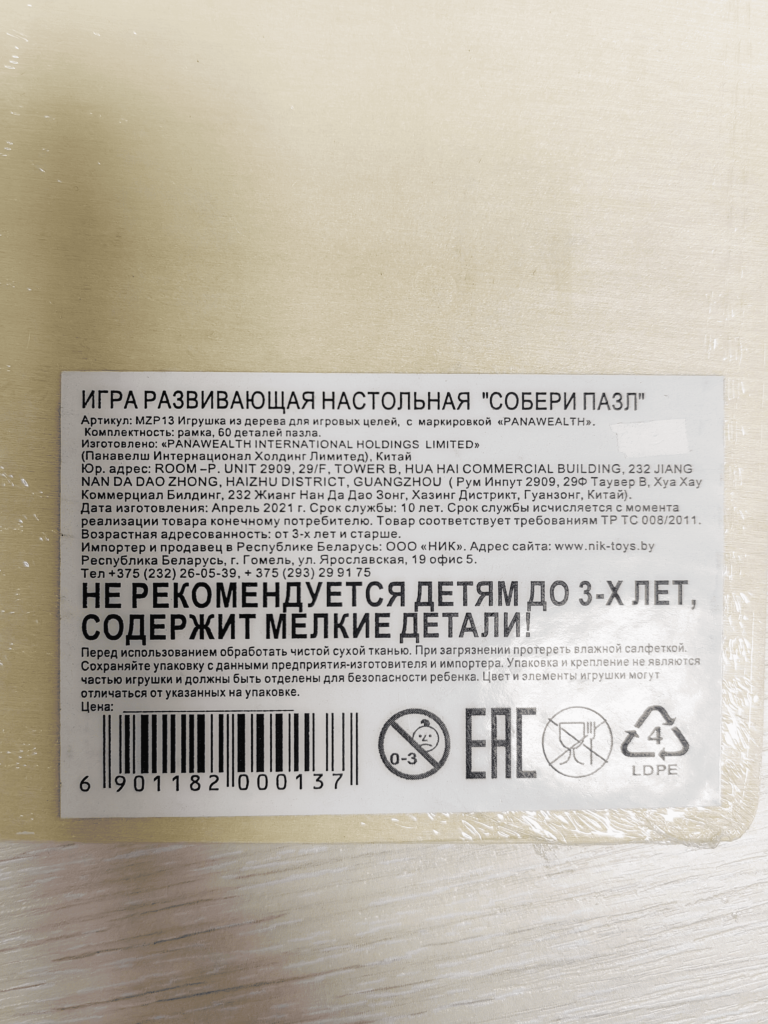 ИГРА РАЗВИВАЮЩАЯ НАСТОЛЬНАЯ "СОБЕРИ ПАЗЛ"
Артикул: MZP13 Игрушка из дерева для игровых целей, с маркировкой «PANAWEALTH».
Комплектность: рамка, 60 деталей пазла.
Изготовлено: «PANAWEALTH INTERNATIONAL HOLDINGS LIMITED»
(Панавелш Интернационал Холдинг Лимитед), Китай
Юр. адрес: ROOM –P. UNIT 2909, 29/F, TOWER B, HUA HAI COMMERCIAL BUILDING, 232 JIANG
NAN DA DAO ZHONG, HAIZHU DISTRICT, GUANGZHOU ( Рум Инпут 2909, 29Ф Таувер В, Хуа Хау
Коммерциал Билдинг, 232 Жианг Нан Да Дао Зонг, Хазинг Дистрикт, Гуанзонг, Китай).
Дата изготовления: Апрель 2021 г. Срок службы: 10 лет. Срок службы исчисляется с момента
реализации товара конечному потребителю. Товар соответствует требованиям ТР ТС 008/2011.
Возрастная адресованность: от 3-х лет и старше.
Импортер и продавец в Республике Беларусь: ООО «НИК». Адрес сайта: www.nik-toys.by
Республика Беларусь, г. Гомель, ул. Ярославская, 19 офис 5.
Тел +375 (232) 26-05-39, + 375 (293) 29 91 75
НЕ РЕКОМЕНДУЕТСЯ ДЕТЯМ ДО 3-Х ЛЕТ,
СОДЕРЖИТ МЕЛКИЕ ДЕТАЛИ!
Перед использованием обработать чистой сухой тканью. При загрязнении протереть влажной салфеткой.
Сохраняйте упаковку с данными предприятия-изготовителя и импортера. Упаковка и крепление не являются
частью игрушки и должны быть отделены для безопасности ребенка. Цвет и элементы игрушки могут
отличаться от указанных на упаковке.
Цена:
6 901182 000137
0-3
EAC
4
LDPE